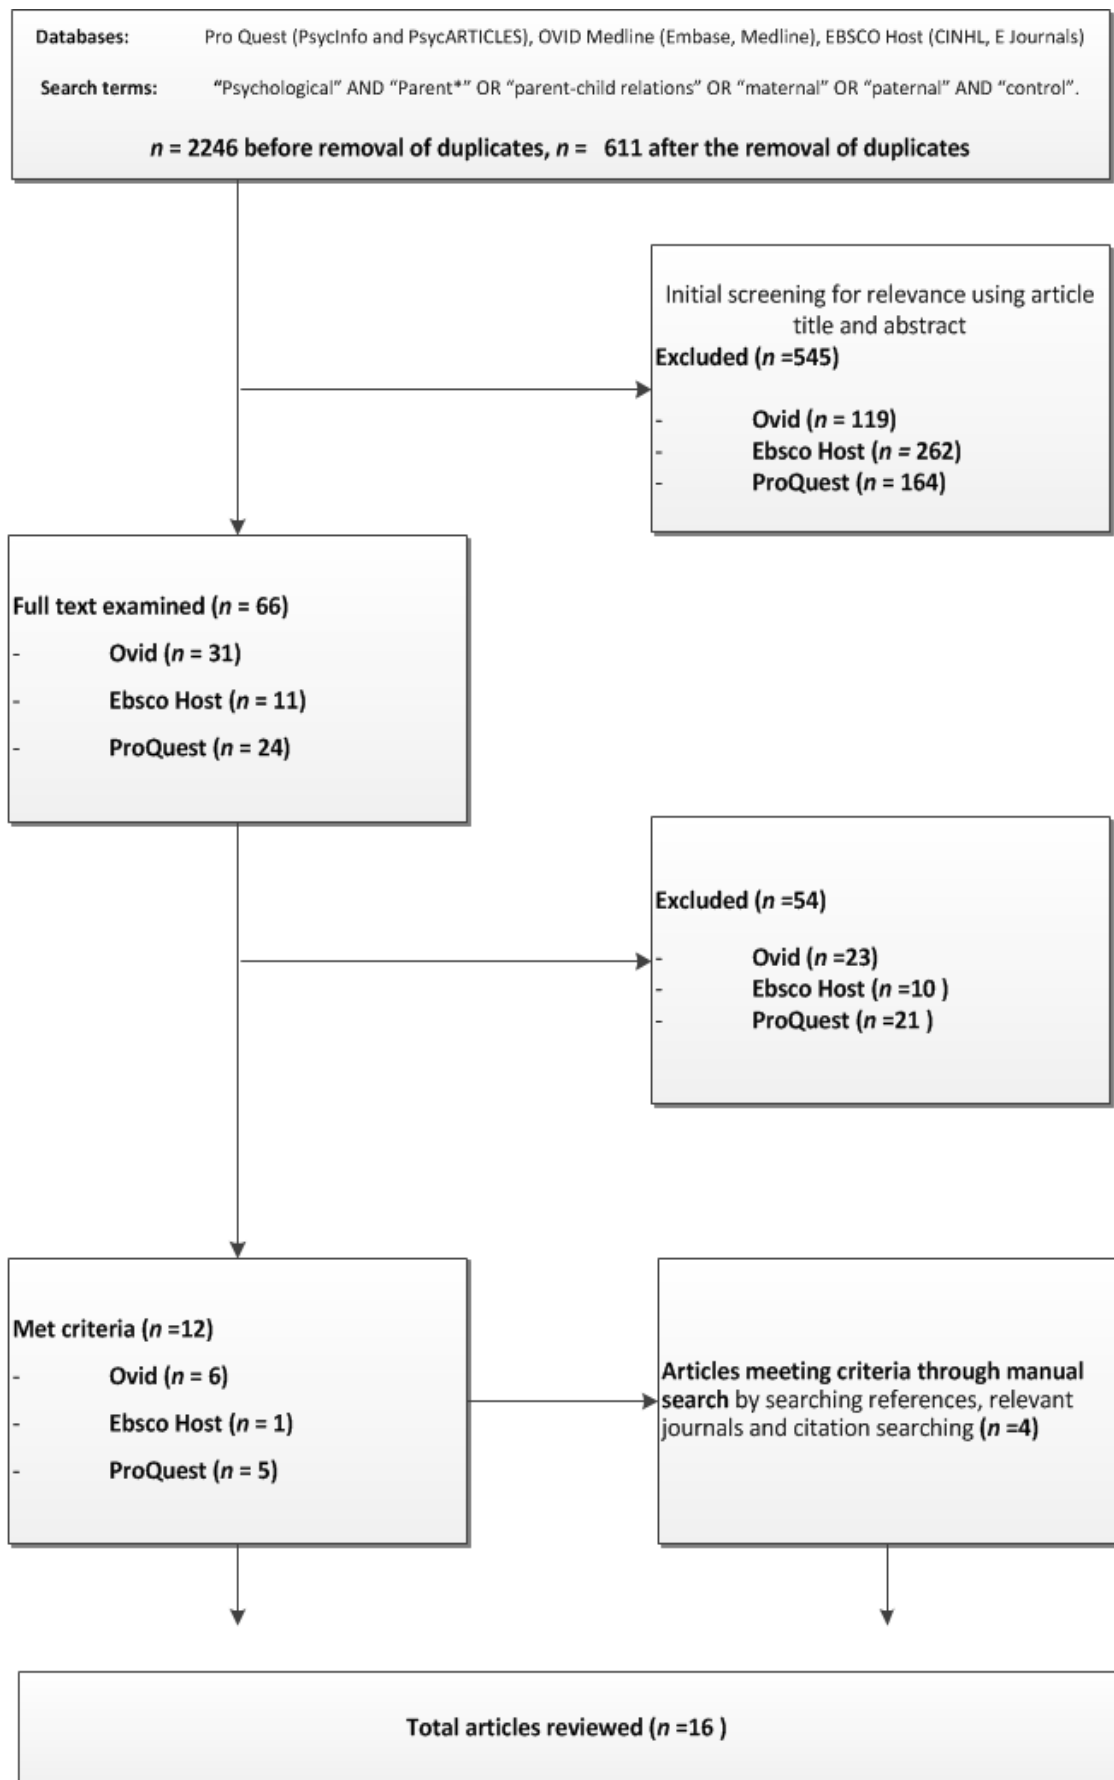 Databases: Pro Quest (PsycInfo and PsycARTICLES), OVID Medline (Embase, Medline), EBSCO Host (CINHL, E Journals)
Search terms: “Psychological” AND “Parent*” OR “parent-child relations” OR “maternal” OR “paternal” AND “control”.
n = 2246 before removal of duplicates, n = 611 after the removal of duplicates
Initial screening for relevance using article
title and abstract
Excluded (n =545)
- Ovid (n = 119)
- Ebsco Host (n = 262)
- ProQuest (n = 164)
Full text examined (n = 66)
- Ovid (n = 31)
- Ebsco Host (n = 11)
- ProQuest (n = 24)
Excluded (n =54)
- Ovid (n =23)
- Ebsco Host (n =10 )
- ProQuest (n =21 )
Met criteria (n =12)
- Ovid (n = 6)
- Ebsco Host (n = 1)
- ProQuest (n = 5)
Articles meeting criteria through manual
search by searching references, relevant
journals and citation searching (n =4)
Total articles reviewed (n =16 )